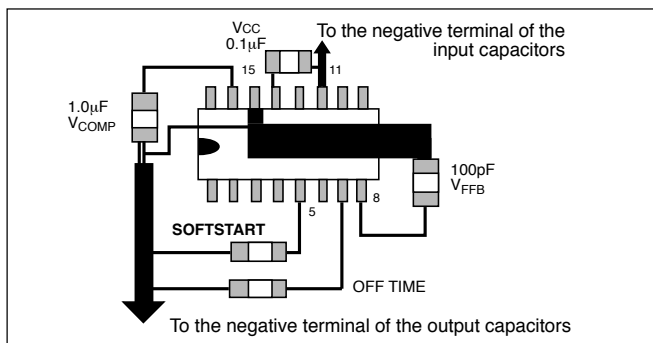 VCC
0.1µF
To the negative terminal of the
input capacitors
15
11
1.0µF
VCOMP
100pF
VFFB
5
8
SOFTSTART
OFF TIME
To the negative terminal of the output capacitors